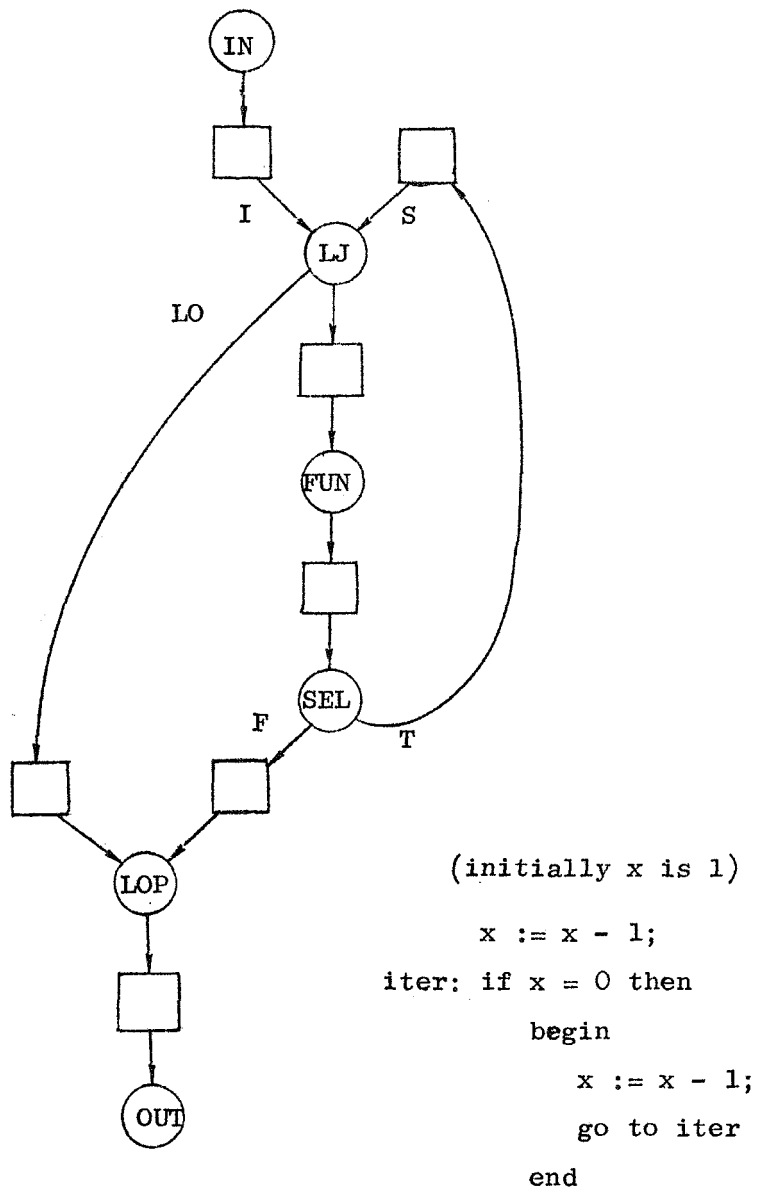 IN
I
S
LJ
LO
FUN
SEL
F
T
LOP
OUT
(initially x is 1)
x := x - 1;
iter: if x = 0 then
begin
x := x - 1;
go to iter
end